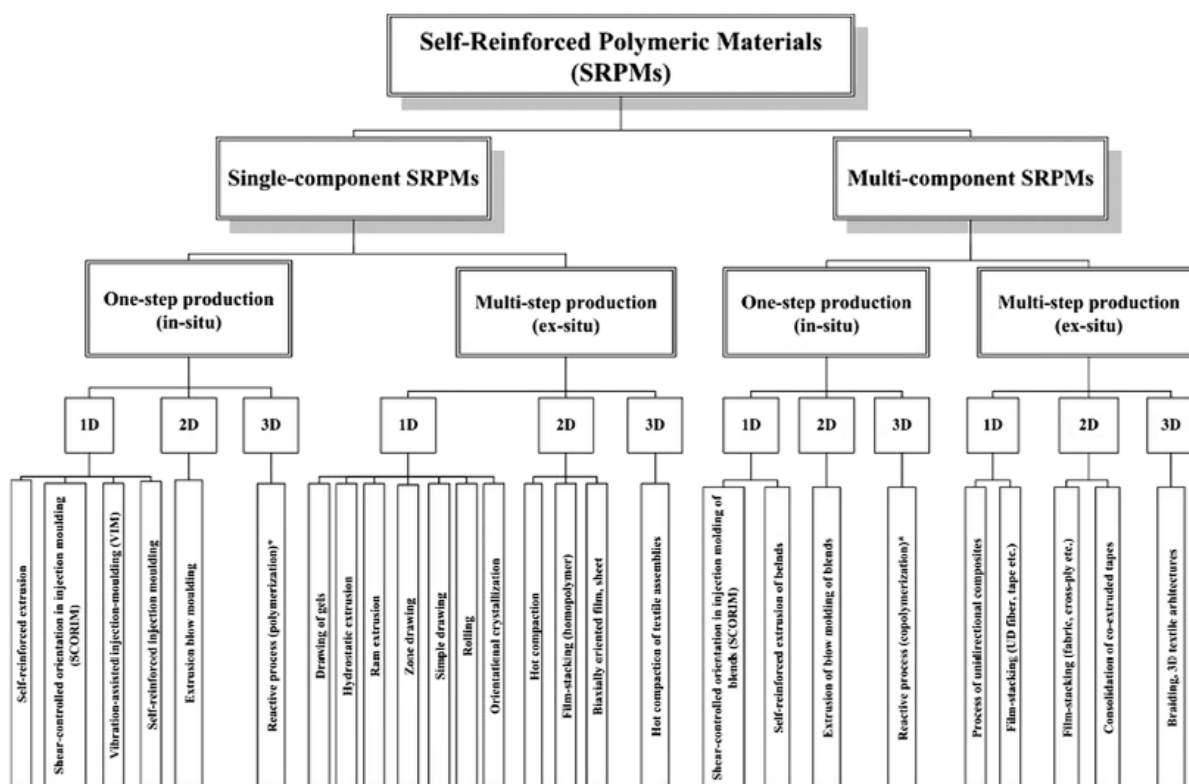 Self-Reinforced Polymeric Materials
(SRPMs)
Single-component SRPMs
Multi-component SRPMs
One-step production
(in-situ)
Multi-step production
(ex-situ)
One-step production
(in-situ)
Multi-step production
(ex-situ)
1D
2D
3D
1D
2D
3D
1D
2D
3D
1D
2D
3D
Self-reinforced extrusion
Shear-controlled orientation in injection moulding
(SCORIM)
Vibration-assisted injection-moulding (VIM)
Self-reinforced injection moulding
Extrusion blow moulding
Reactive process (polymerization)*
Drawing of gels
Hydrostatic extrusion
Ram extrusion
Zone drawing
Simple drawing
Rolling
Orientational crystallization
Hot compaction
Film-stacking (homopolymer)
Biaxially oriented film, sheet
Hot compaction of textile assemblies
Shear-controlled orientation in injection molding of
blends (SCORIM)
Self-reinforced extrusion of belnds
Extrusion of blow molding of blends
Reactive process (copolymerization)*
Process of unidirectional composites
Film-stacking (UD fiber, tape etc.)
Film-stacking (fabric, cross-ply etc.)
Consolidation of co-extruded tapes
Braiding, 3D textile arhitectures